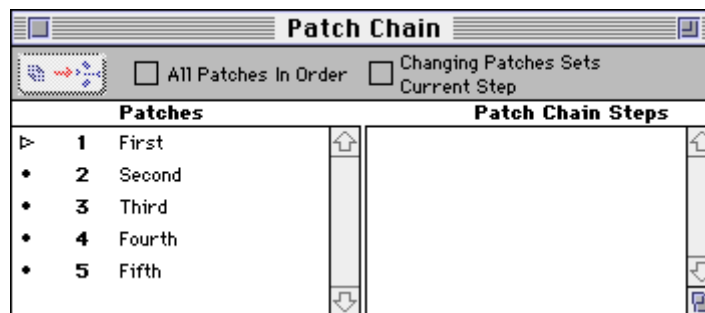 Patch Chain
All Patches In Order
Changing Patches Sets
Current Step
Patches
Patch Chain Steps
1 First
• 2 Second
• 3 Third
• 4 Fourth
• 5 Fifth